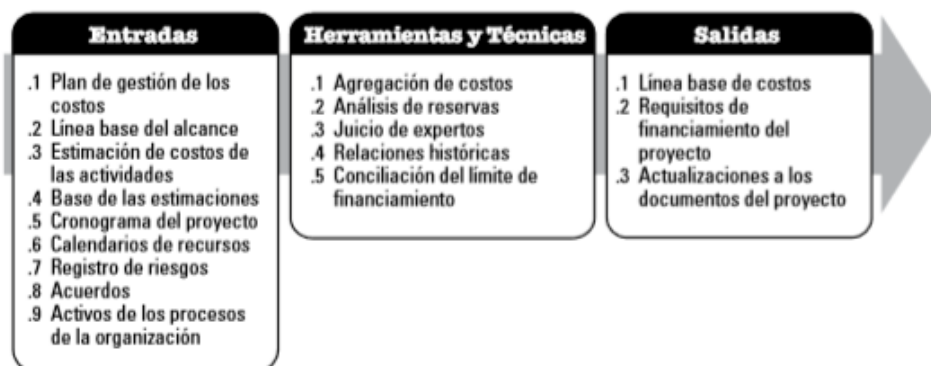 Entradas
.1 Plan de gestión de los
costos
.2 Línea base del alcance
.3 Estimación de costos de
las actividades
.4 Base de las estimaciones
.5 Cronograma del proyecto
.6 Calendarios de recursos
.7 Registro de riesgos
.8 Acuerdos
.9 Activos de los procesos
de la organización
Herramientas y Técnicas
.1 Agregación de costos
.2 Análisis de reservas
.3 Juicio de expertos
.4 Relaciones históricas
.5 Conciliación del límite de
financiamiento
Salidas
.1 Línea base de costos
.2 Requisitos de
financiamiento del
proyecto
.3 Actualizaciones a los
documentos del proyecto